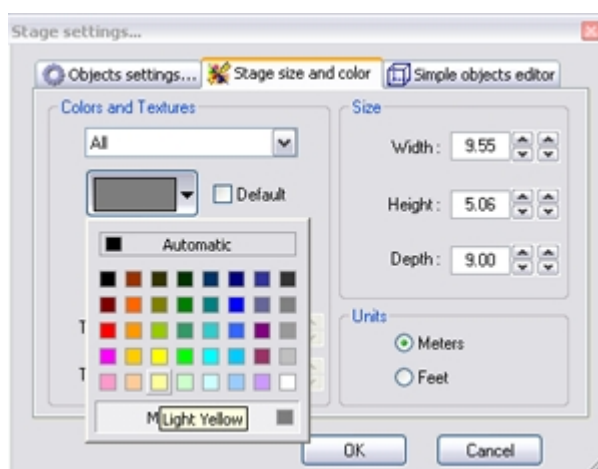 Stage settings...
Objects settings... Stage size and color Simple objects editor
Colors and Textures
All
Default
Automatic
T
T
M
Light Yellow
Size
Width : 9.55
Height : 5.06
Depth : 9.00
Units
Meters
Feet
OK Cancel